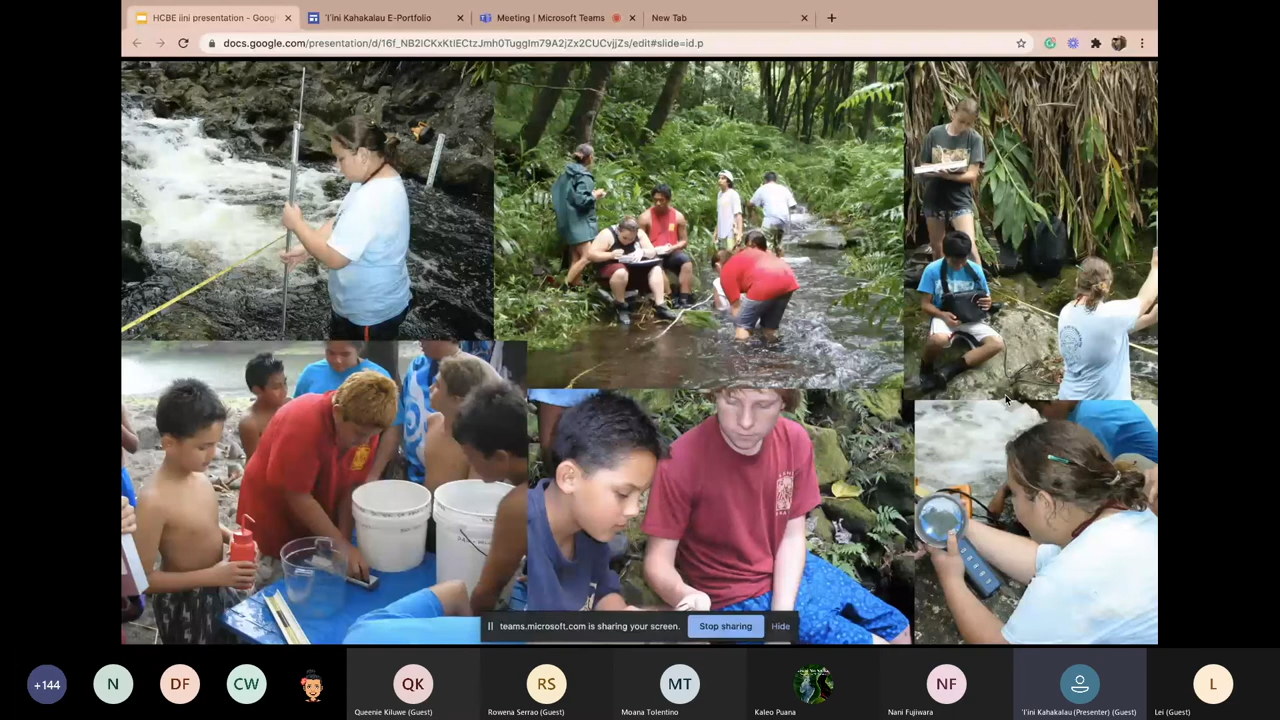 HCBE iini presentation - Goog
'I'ini Kahakalau E-Portfolio
Meeting | Microsoft Teams
New Tab
docs.google.com/presentation/d/16f_NB2ICKxKtIECtzJmh0TuggIm79A2jZx2CUCvjjZs/edit#slide=id.p
teams.microsoft.com is sharing your screen.
Stop sharing
Hide
+144
N
DF
CW
QK
RS
MT
NF
L
Queenie Kiluwe (Guest)
Rowena Serrao (Guest)
Moana Tolentino
Kaleo Puana
Nani Fujiwara
'I'ini Kahakalau (Presenter) (Guest)
Lei (Guest)